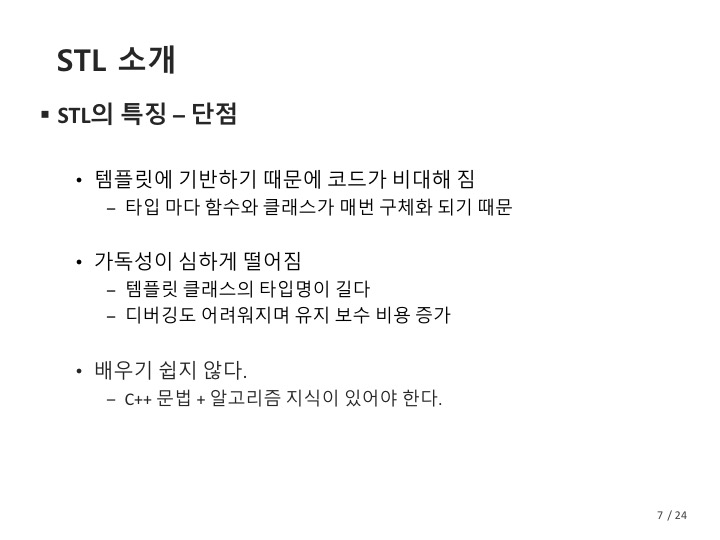 STL 소개
▪ STL의 특징 – 단점
• 템플릿에 기반하기 때문에 코드가 비대해 짐
– 타입 마다 함수와 클래스가 매번 구체화 되기 때문
• 가독성이 심하게 떨어짐
– 템플릿 클래스의 타입명이 길다
– 디버깅도 어려워지며 유지 보수 비용 증가
• 배우기 쉽지 않다.
– C++ 문법 + 알고리즘 지식이 있어야 한다.
7 / 24